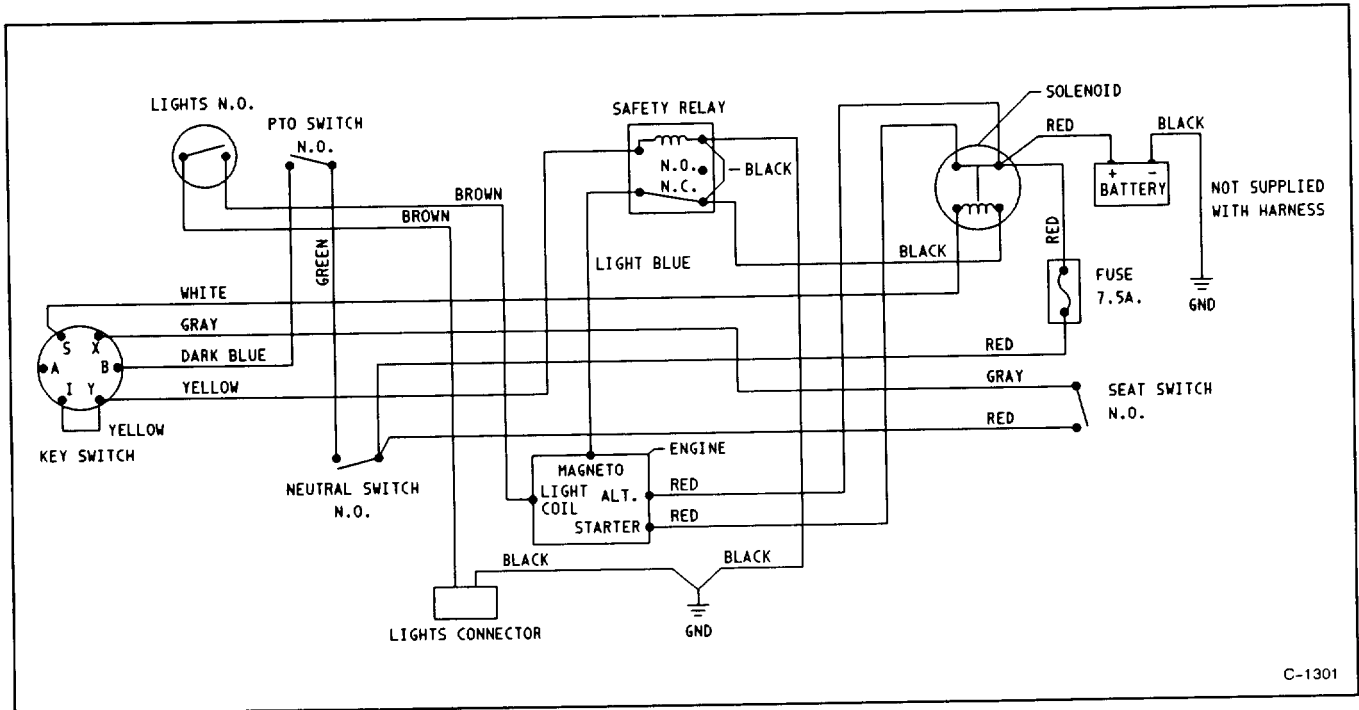 LIGHTS N.O.
PTO SWITCH
N.O.
SAFETY RELAY
N.O.
N.C.
BLACK
SOLENOID
RED
BLACK
+ -
BATTERY
NOT SUPPLIED
WITH HARNESS
GND
BROWN
BROWN
GREEN
LIGHT BLUE
BLACK
RED
FUSE
7.5A.
WHITE
GRAY
DARK BLUE
YELLOW
S X
A B
I Y
YELLOW
KEY SWITCH
RED
GRAY
SEAT SWITCH
N.O.
RED
NEUTRAL SWITCH
N.O.
ENGINE
MAGNETO
LIGHT
COIL
ALT.
STARTER
RED
RED
BLACK
BLACK
LIGHTS CONNECTOR
GND
C-1301